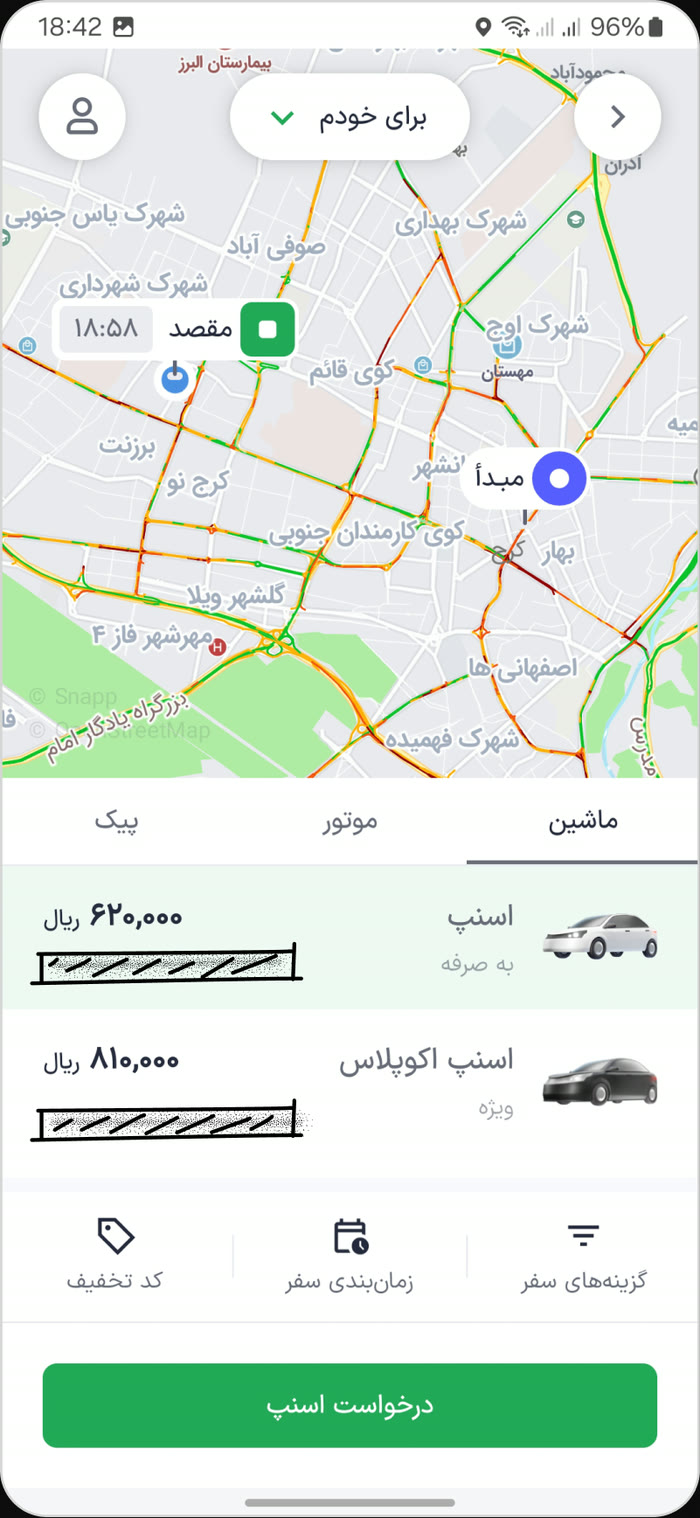 18:42 96%
بیمارستان البرز
محمودآباد
برای خودم
آدران
شهرک یاس جنوبی
شهرک بهداری
صوفی آباد
شهرک شهرداری
مقصد ۱۸:۵۸
شهرک اوج
مهستان
کوی قائم
برزنت
کرج نو
مبدأ
کوی کارمندان جنوبی
کرج
بهار
گلشهر ویلا
مهرشهر فاز ۴
H
اصفهانی ها
© Snapp
© OpenStreetMap
بزرگراه یادگار امام
شهرک فهمیده
مدرس
ماشین موتور پیک
اسنپ ۶۲۰,۰۰۰ ریال
به صرفه
اسنپ اکوپلاس ۸۱۰,۰۰۰ ریال
ویژه
گزینه‌های سفر زمان‌بندی سفر کد تخفیف
درخواست اسنپ